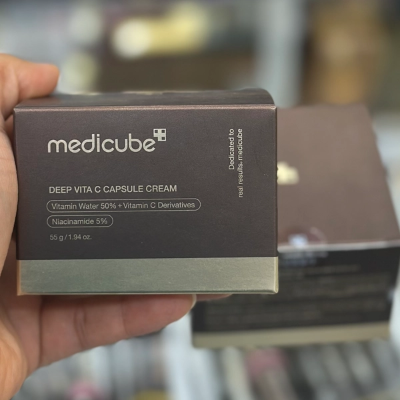 medicube
DEEP VITA C CAPSULE CREAM
Vitamin Water 50% + Vitamin C Derivatives
Niacinamide 5%
55 g / 1.94 oz.
Dedicated to
real results, medicube